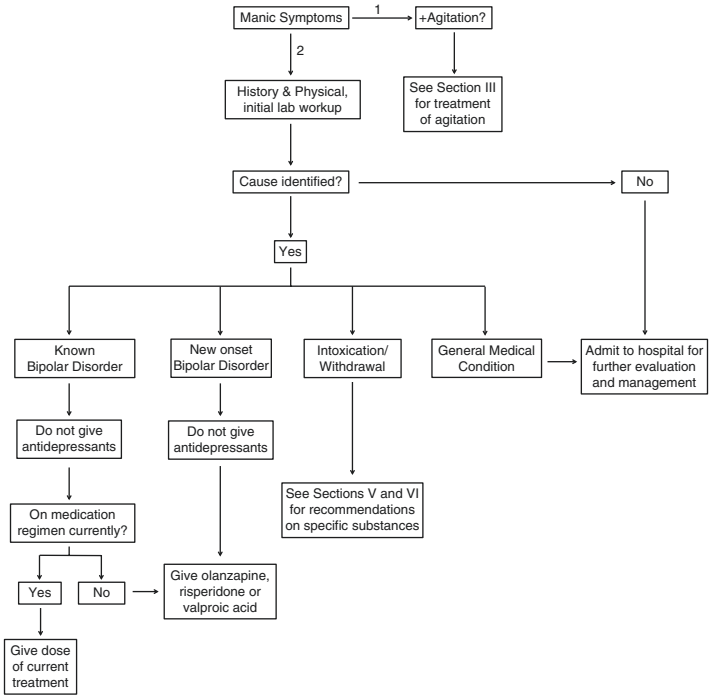 Manic Symptoms
1
+Agitation?
2
History & Physical,
initial lab workup
See Section III
for treatment
of agitation
Cause identified?
No
Yes
Known
Bipolar Disorder
New onset
Bipolar Disorder
Intoxication/
Withdrawal
General Medical
Condition
Admit to hospital for
further evaluation
and management
Do not give
antidepressants
Do not give
antidepressants
See Sections V and VI
for recommendations
on specific substances
On medication
regimen currently?
Yes
No
Give olanzapine,
risperidone or
valproic acid
Give dose
of current
treatment